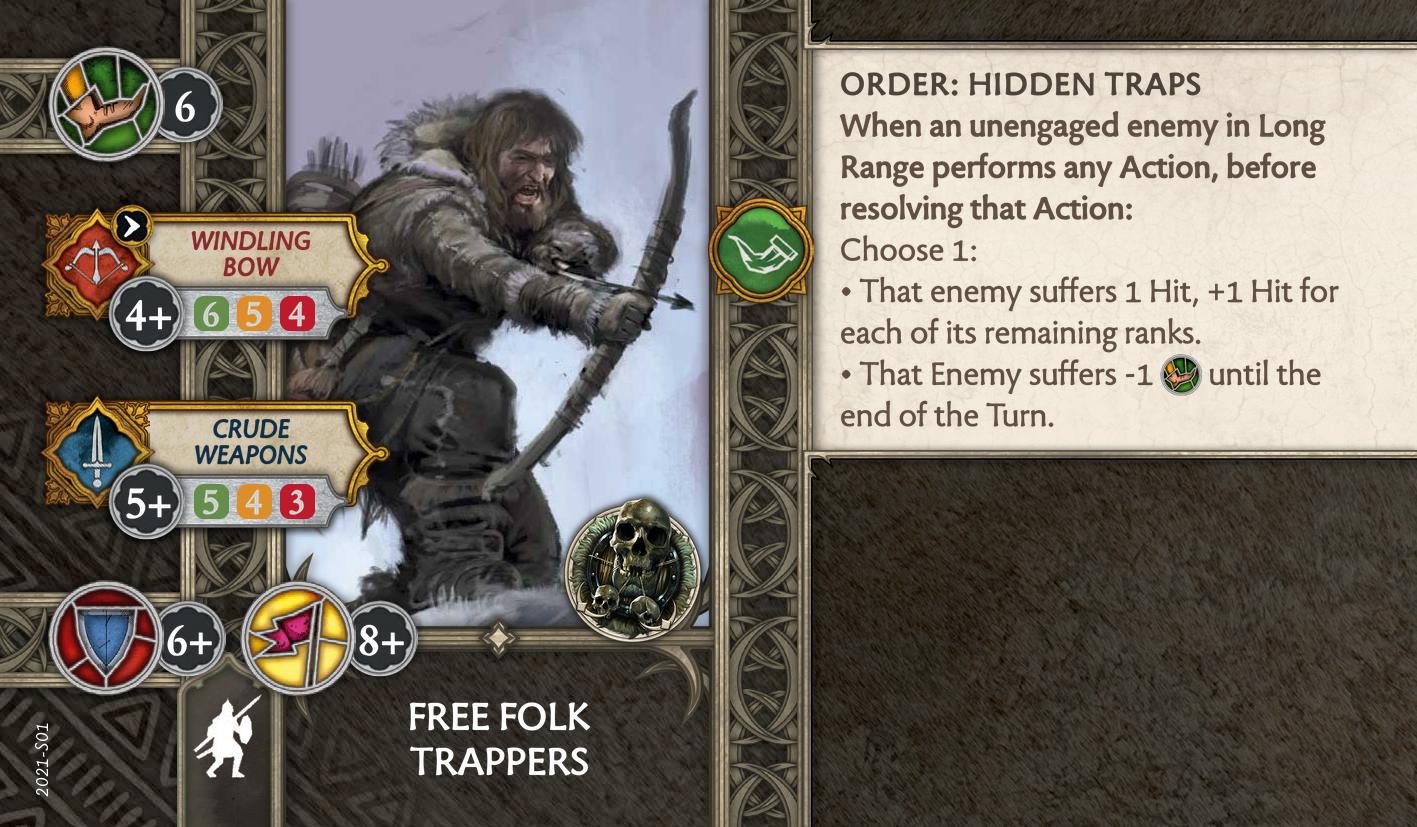 6
WINDLING
BOW
4+ 6 5 4
CRUDE
WEAPONS
5+ 5 4 3
6+ 8+
FREE FOLK
TRAPPERS
2021-S01
ORDER: HIDDEN TRAPS
When an unengaged enemy in Long
Range performs any Action, before
resolving that Action:
Choose 1:
• That enemy suffers 1 Hit, +1 Hit for
each of its remaining ranks.
• That Enemy suffers -1 until the
end of the Turn.